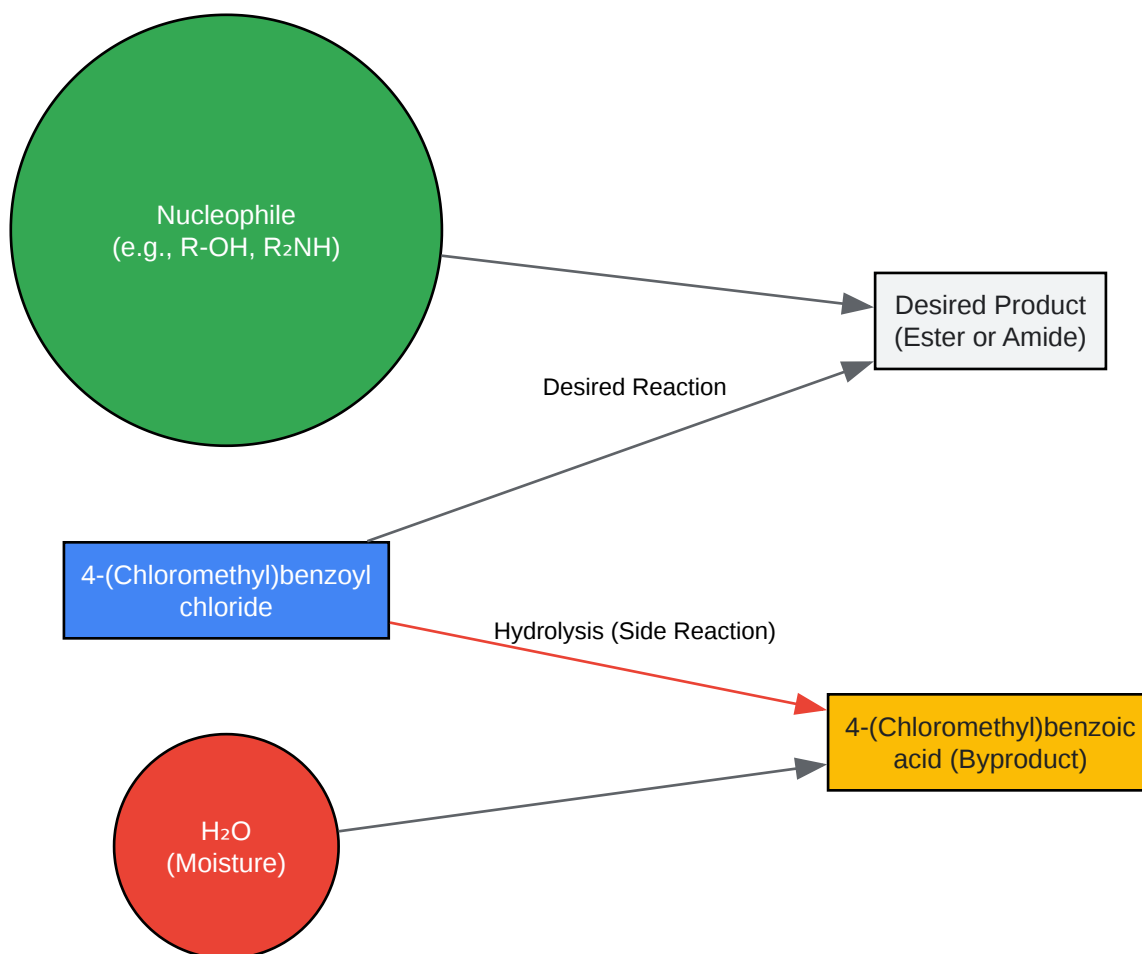 Nucleophile
(e.g., R-OH, R₂NH)
Desired Product
(Ester or Amide)
Desired Reaction
4-(Chloromethyl)benzoyl
chloride
Hydrolysis (Side Reaction)
4-(Chloromethyl)benzoic
acid (Byproduct)
H₂O
(Moisture)